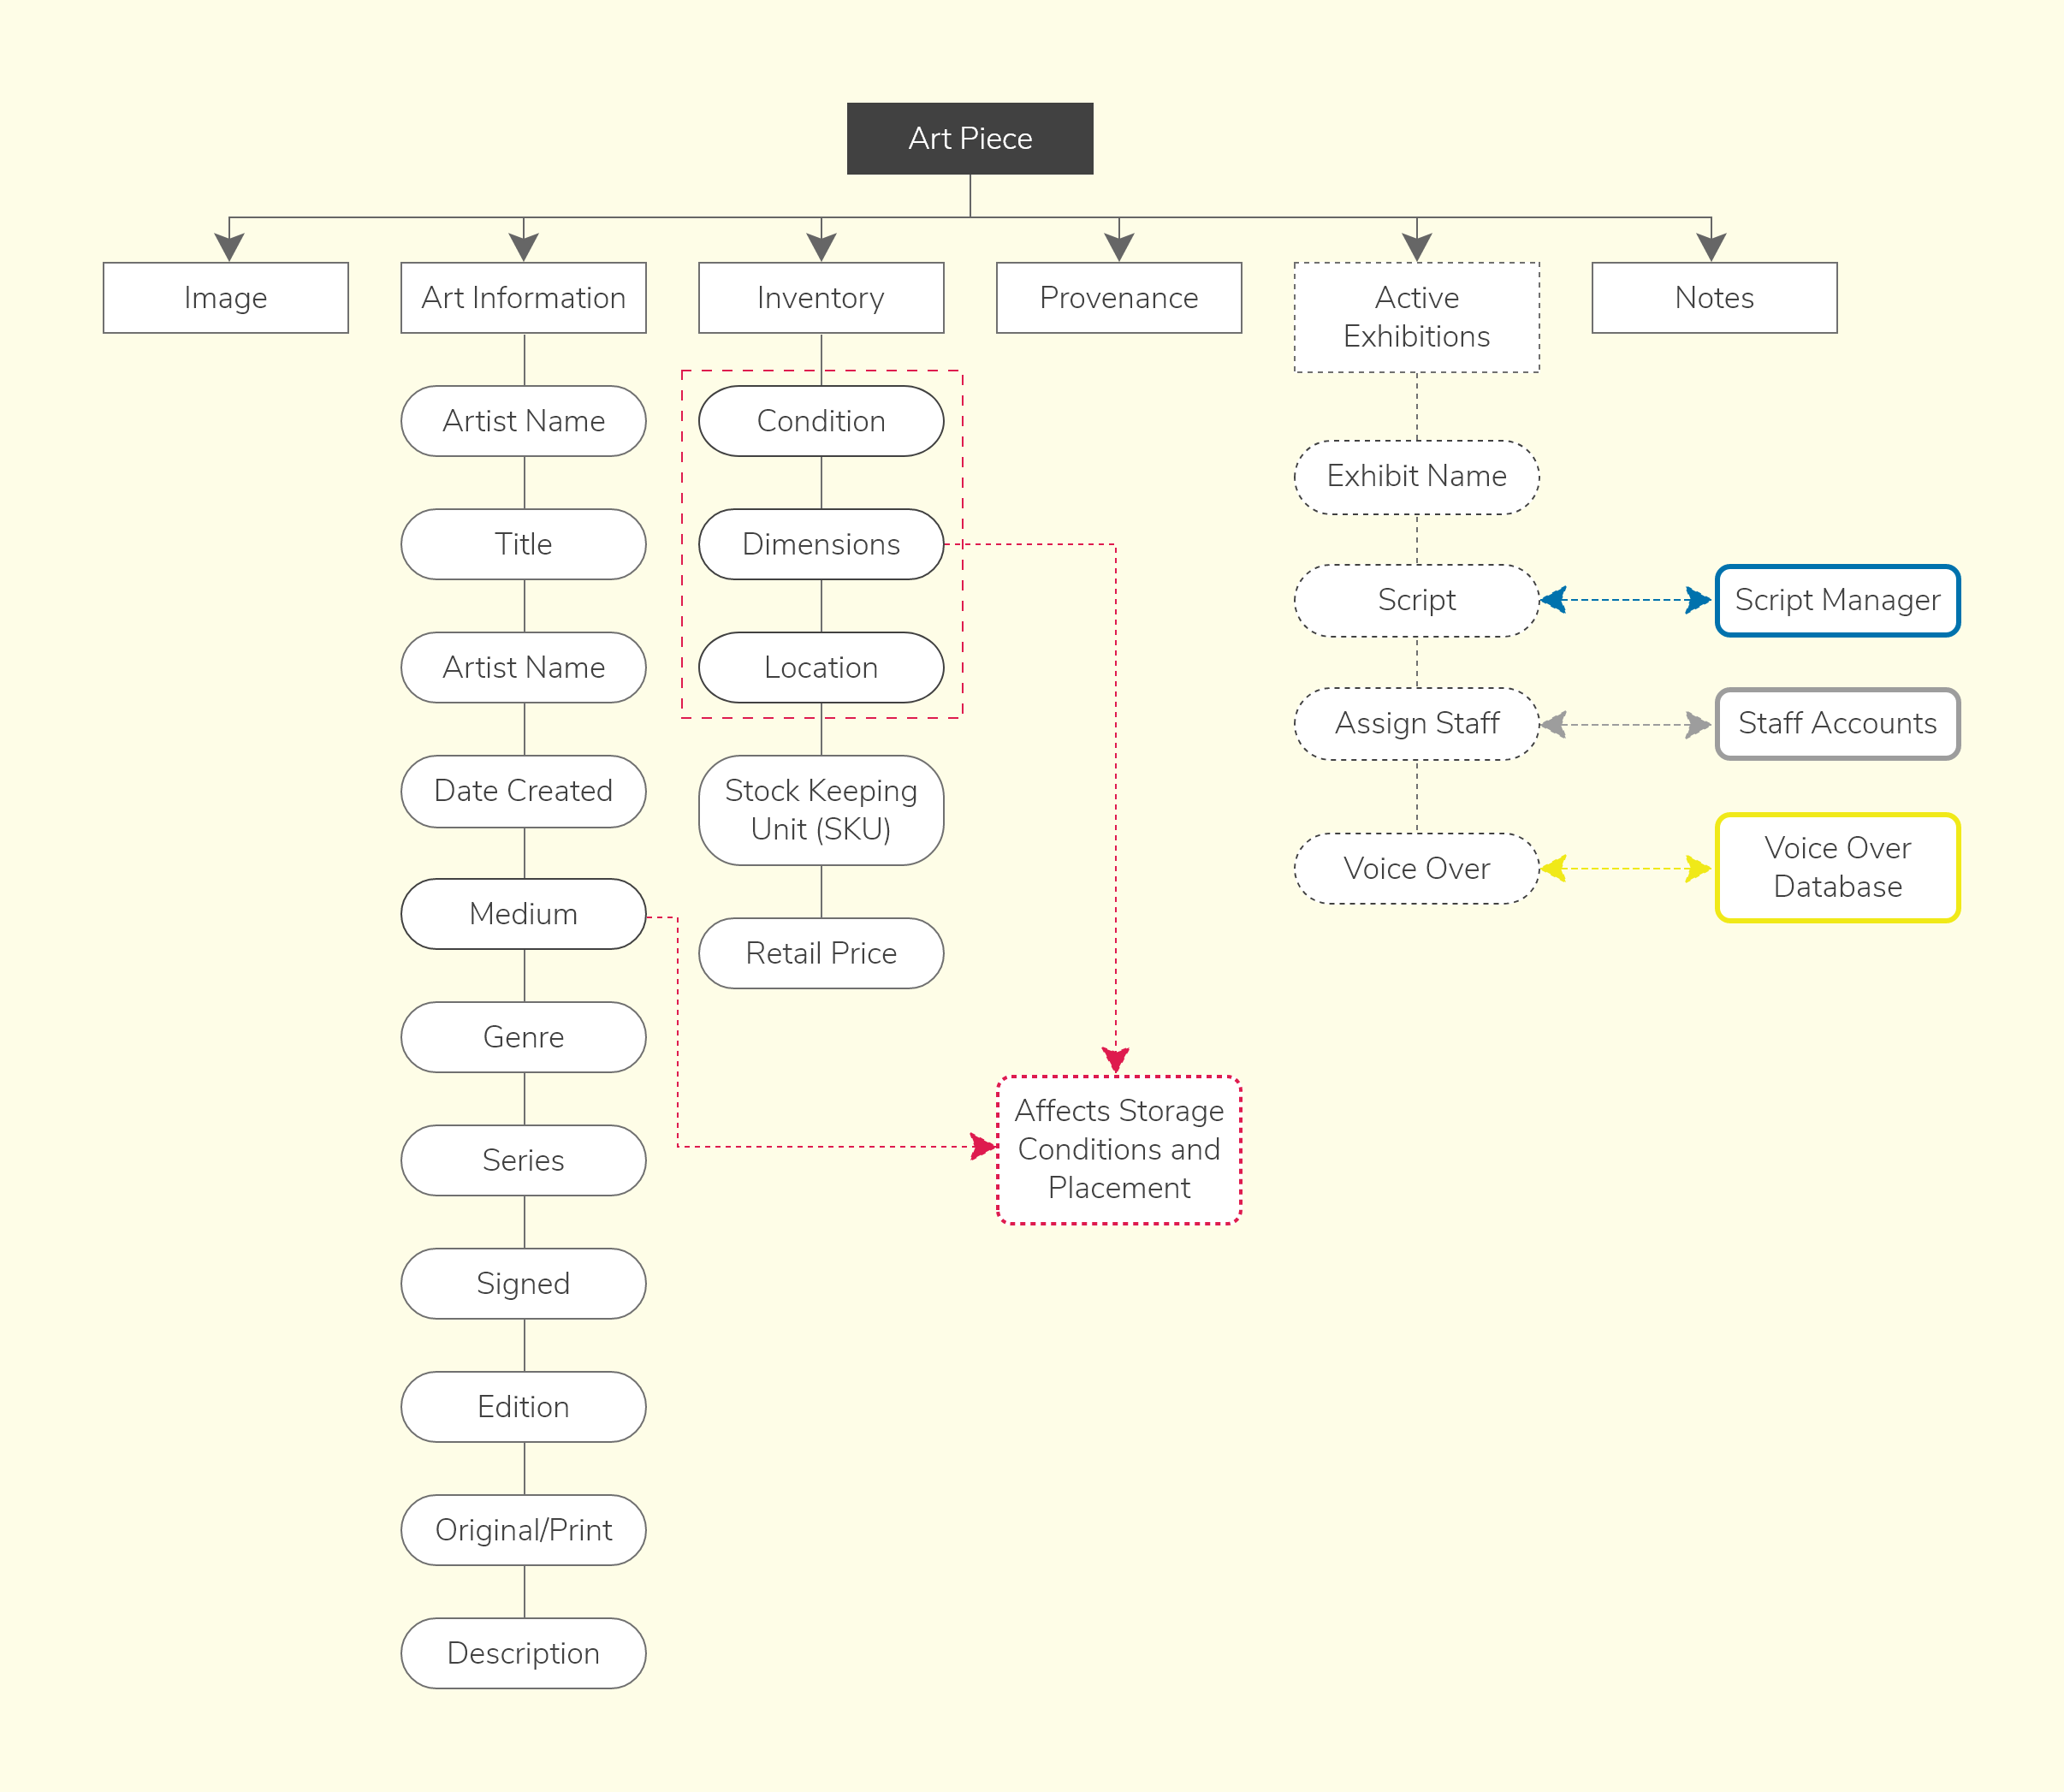 Art Piece
Image
Art Information
Inventory
Provenance
Active
Exhibitions
Notes
Artist Name
Title
Artist Name
Date Created
Medium
Genre
Series
Signed
Edition
Original/Print
Description
Condition
Dimensions
Location
Stock Keeping
Unit (SKU)
Retail Price
Affects Storage
Conditions and
Placement
Exhibit Name
Script
Assign Staff
Voice Over
Script Manager
Staff Accounts
Voice Over
Database